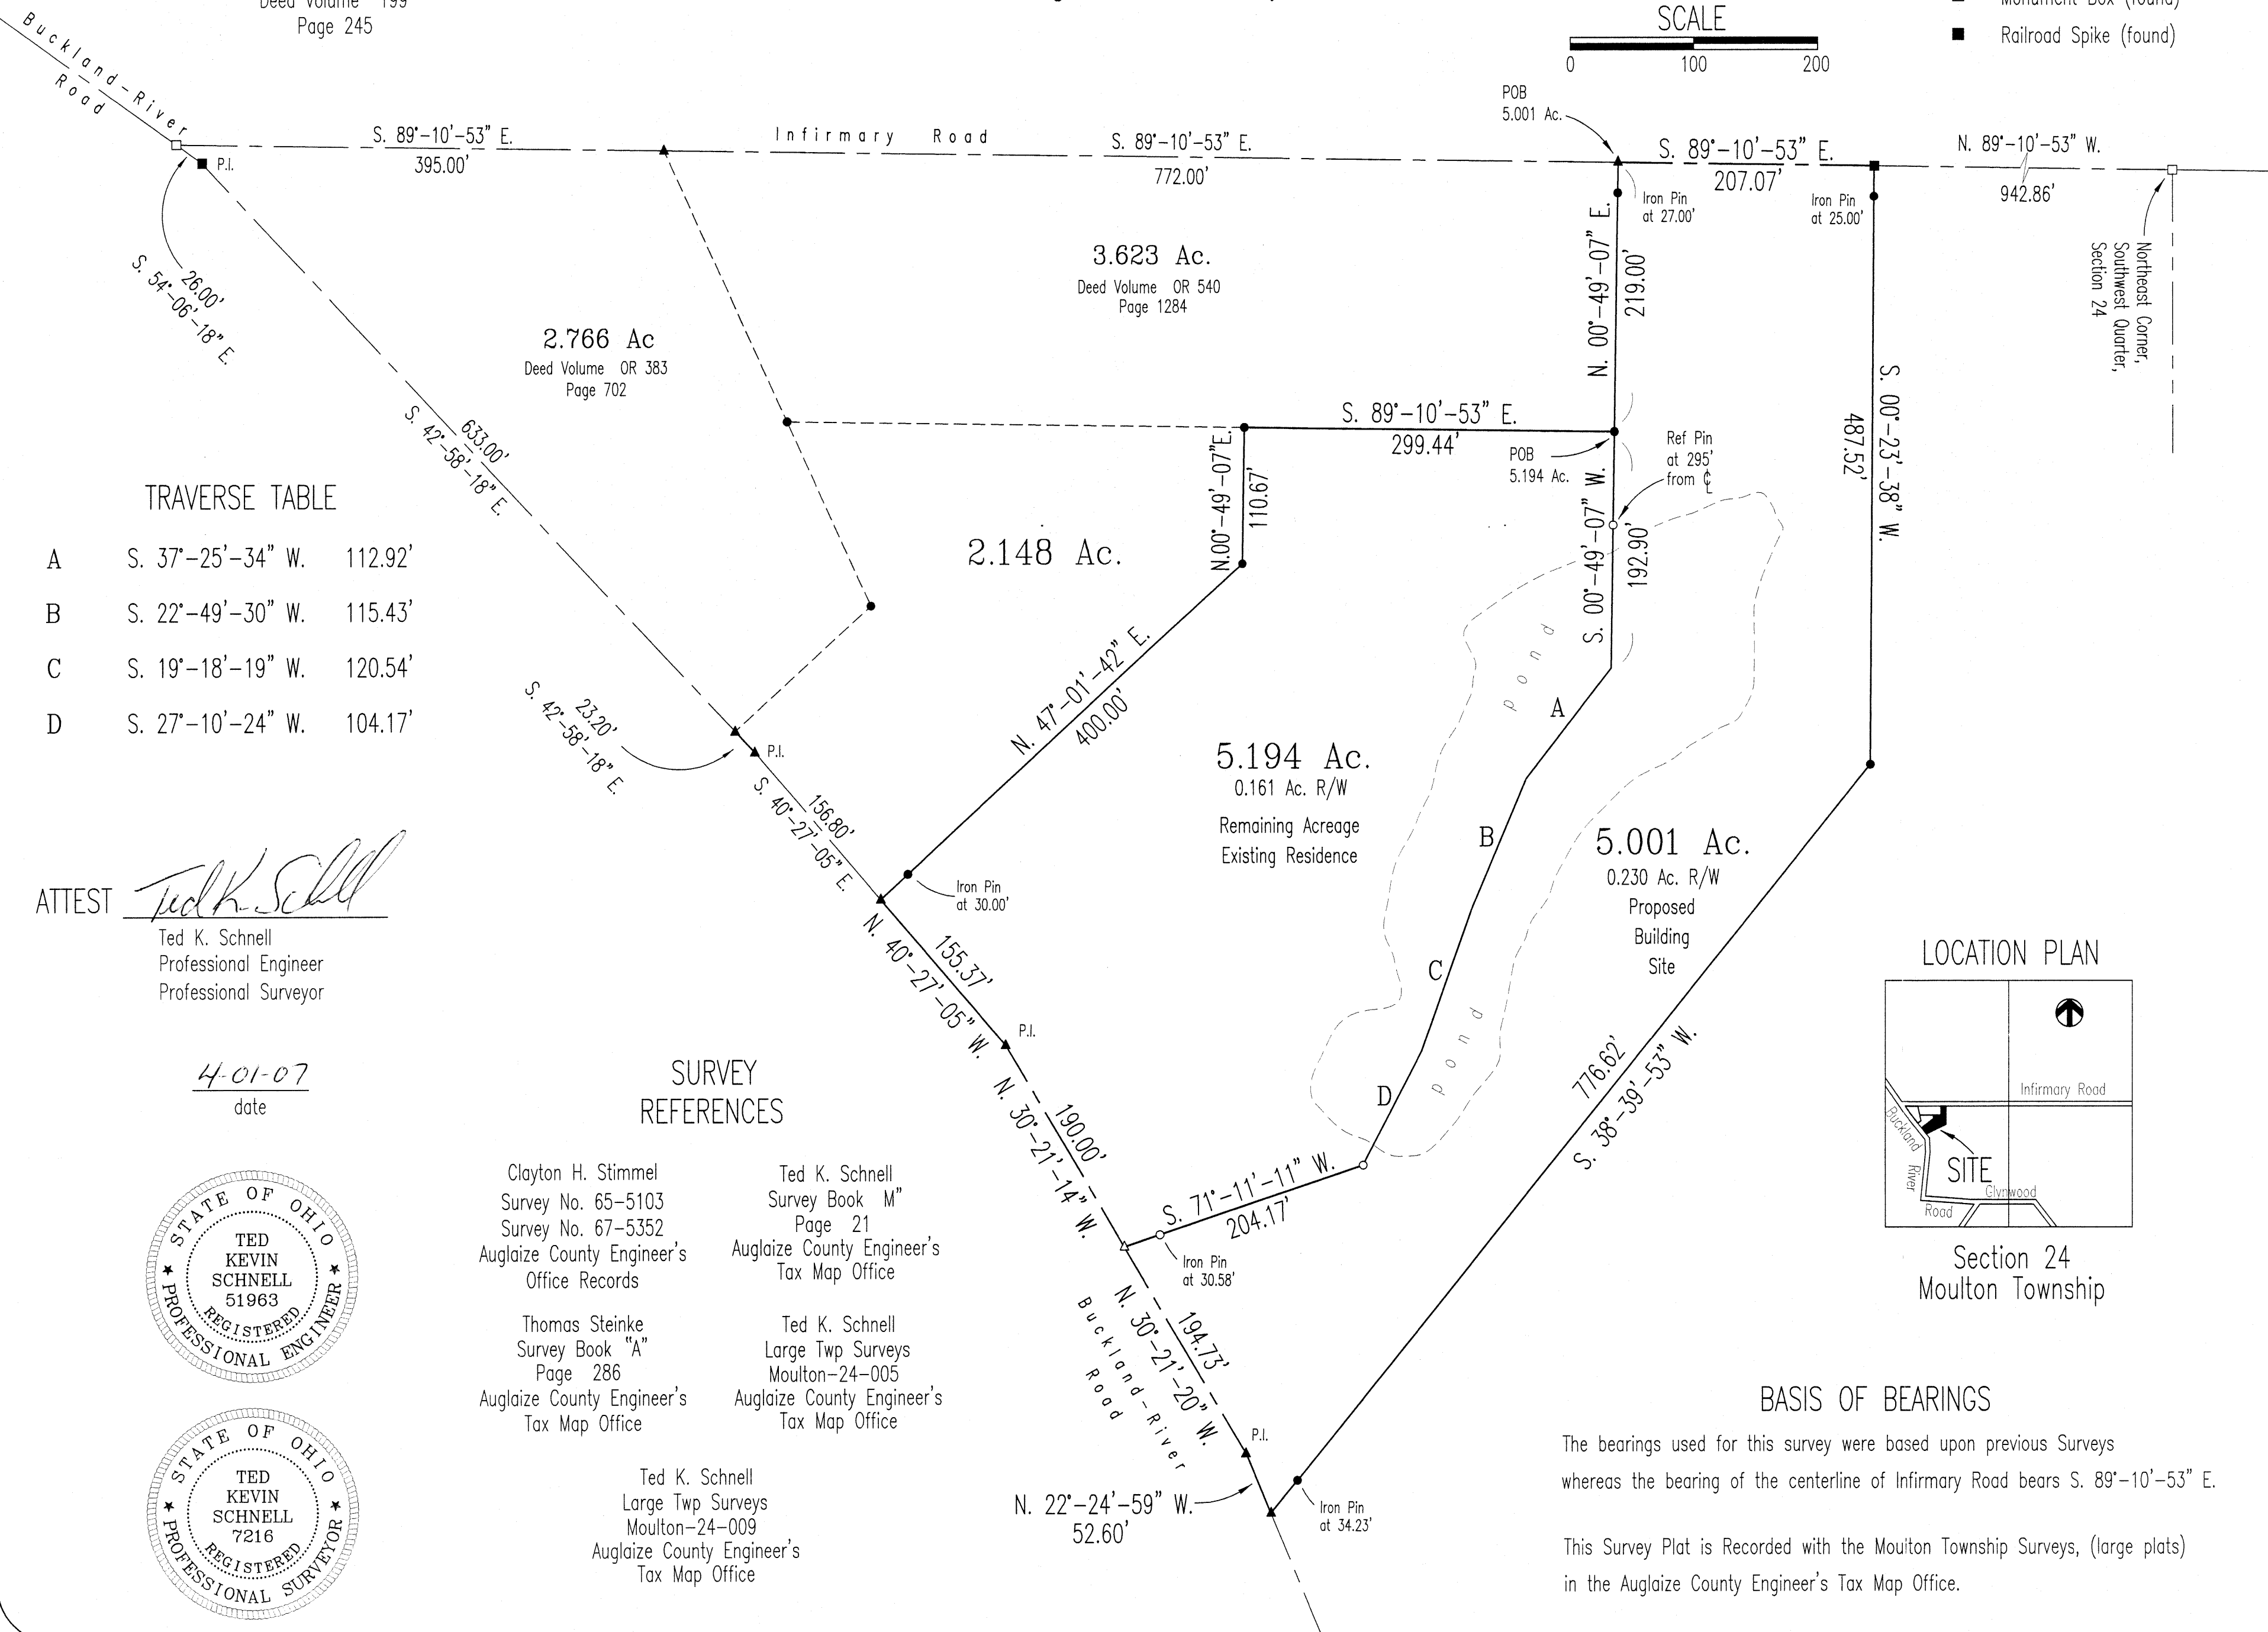 Deed Volume 199
Page 245
Monument Box (found)
Railroad Spike (found)
SCALE
0 100 200
Buckland-River
Road
P.I.
S. 89°-10'-53" E.
395.00'
Infirmary Road
S. 89°-10'-53" E.
772.00'
POB
5.001 Ac.
S. 89°-10'-53" E.
207.07'
N. 89°-10'-53" W.
942.86'
Iron Pin
at 27.00'
Iron Pin
at 25.00'
Northeast Corner,
Southwest Quarter,
Section 24
26.00'
S. 54°-06'-18" E.
3.623 Ac.
Deed Volume OR 540
Page 1284
N. 00°-49'-07" E.
219.00'
2.766 Ac
Deed Volume OR 383
Page 702
633.00'
S. 42°-58'-18" E.
S. 89°-10'-53" E.
299.44'
POB
5.194 Ac.
Ref Pin
at 295'
from ℄
S. 00°-23'-38" W.
487.52'
N.00°-49'-07"E.
110.67'
S. 00°-49'-07" W.
192.90'
2.148 Ac.
TRAVERSE TABLE
A S. 37°-25'-34" W. 112.92'
B S. 22°-49'-30" W. 115.43'
C S. 19°-18'-19" W. 120.54'
D S. 27°-10'-24" W. 104.17'
23.20'
S. 42°-58'-18" E.
P.I.
N. 47°-01'-42" E.
400.00'
pond
A
5.194 Ac.
0.161 Ac. R/W
Remaining Acreage
Existing Residence
B
5.001 Ac.
0.230 Ac. R/W
Proposed
Building
Site
156.80'
S. 40°-27'-05" E.
Iron Pin
at 30.00'
C
ATTEST Ted K. Schnell
Ted K. Schnell
Professional Engineer
Professional Surveyor
4-01-07
date
155.37'
N. 40°-27'-05" W.
P.I.
pond
D
776.62'
S. 38°-39'-53" W.
190.00'
N. 30°-21'-14" W.
S. 71°-11'-11" W.
204.17'
Iron Pin
at 30.58'
194.73'
N. 30°-21'-20" W.
Buckland-River
Road
P.I.
N. 22°-24'-59" W.
52.60'
Iron Pin
at 34.23'
LOCATION PLAN
Infirmary Road
Buckland
River
SITE
Glynwood
Road
Section 24
Moulton Township
SURVEY
REFERENCES
Clayton H. Stimmel
Survey No. 65-5103
Survey No. 67-5352
Auglaize County Engineer's
Office Records
Ted K. Schnell
Survey Book M"
Page 21
Auglaize County Engineer's
Tax Map Office
Thomas Steinke
Survey Book "A"
Page 286
Auglaize County Engineer's
Tax Map Office
Ted K. Schnell
Large Twp Surveys
Moulton-24-005
Auglaize County Engineer's
Tax Map Office
Ted K. Schnell
Large Twp Surveys
Moulton-24-009
Auglaize County Engineer's
Tax Map Office
STATE OF OHIO
TED
KEVIN
SCHNELL
51963
REGISTERED
PROFESSIONAL ENGINEER
STATE OF OHIO
TED
KEVIN
SCHNELL
7216
REGISTERED
PROFESSIONAL SURVEYOR
BASIS OF BEARINGS
The bearings used for this survey were based upon previous Surveys
whereas the bearing of the centerline of Infirmary Road bears S. 89°-10'-53" E.
This Survey Plat is Recorded with the Moulton Township Surveys, (large plats)
in the Auglaize County Engineer's Tax Map Office.